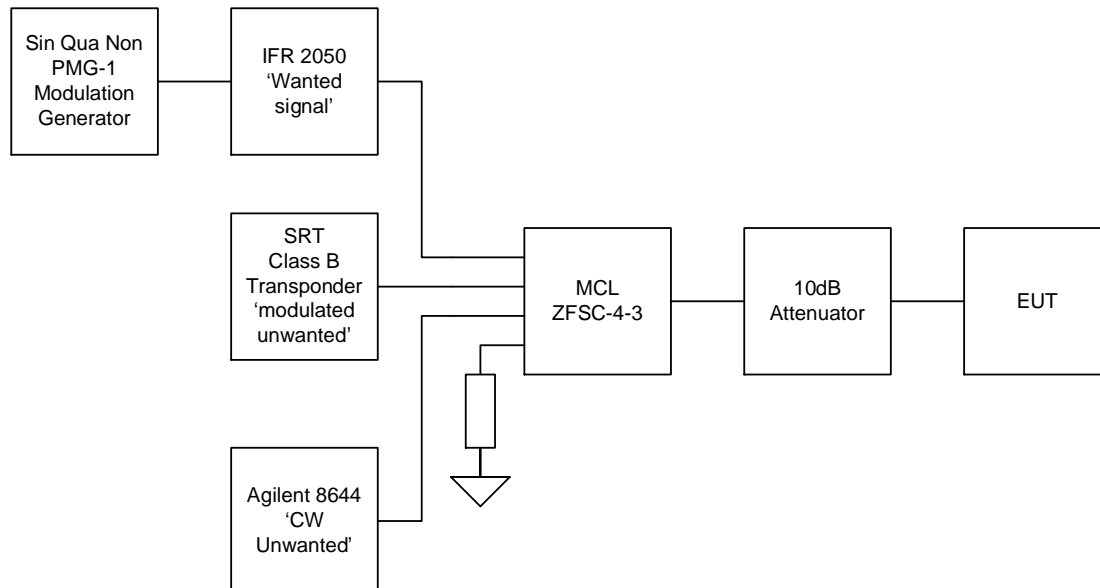 Sin Qua Non
PMG-1
Modulation
Generator
IFR 2050
‘Wanted
signal’
SRT
Class B
Transponder
‘modulated
unwanted’
MCL
ZFSC-4-3
10dB
Attenuator
EUT
Agilent 8644
‘CW
Unwanted’